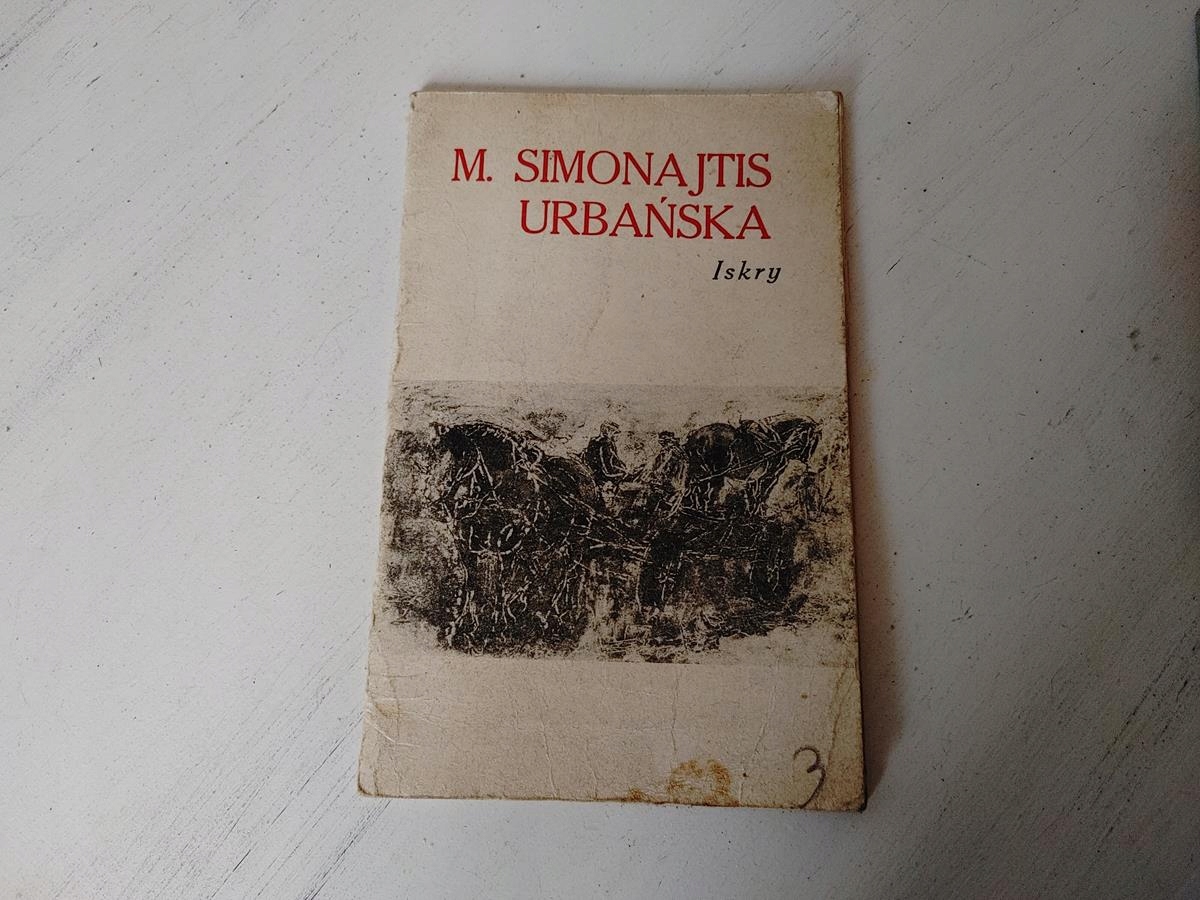 M. SIMONAJTIS
URBAŃSKA
Iskry
3